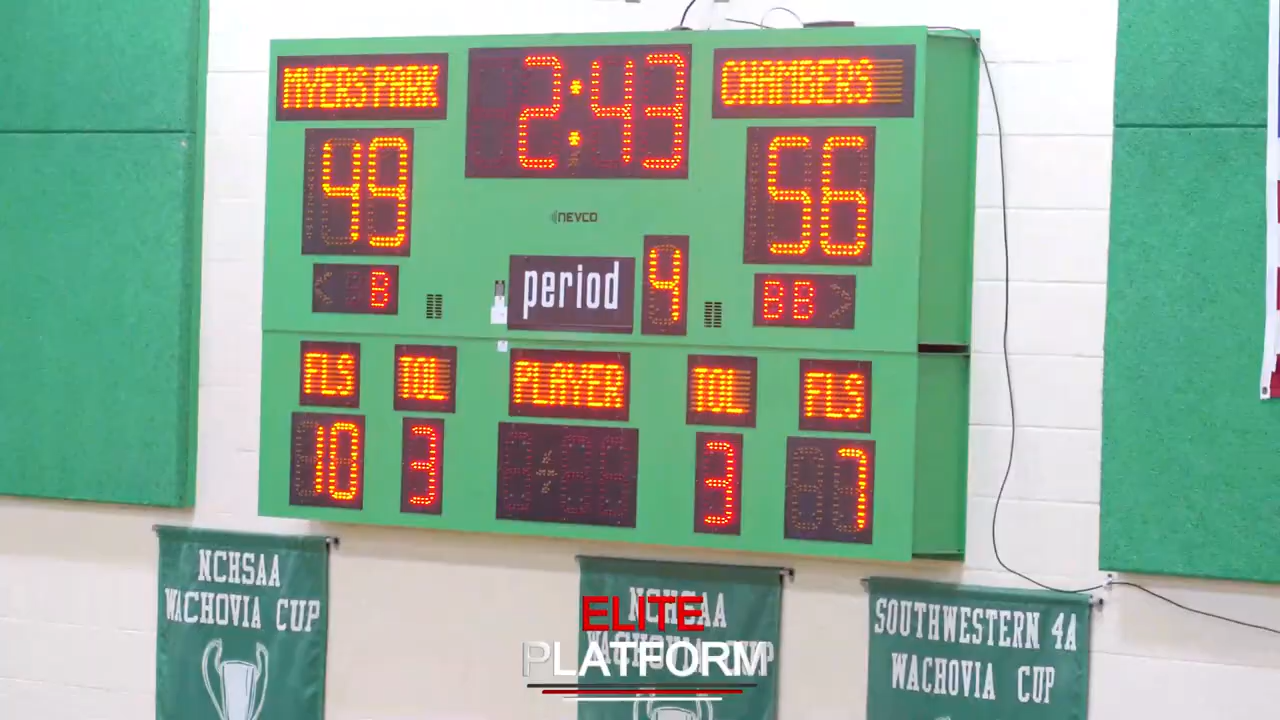 MYERS PARK
2:43
CHAMBERS
49
56
NEVCO
B
period
4
BB
FLS
TOL
PLAYER
TOL
FLS
10
3
3
7
NCHSAA
WACHOVIA CUP
NCHSAA
WACHOVIA CUP
SOUTHWESTERN 4A
WACHOVIA CUP
ELITE
PLATFORM